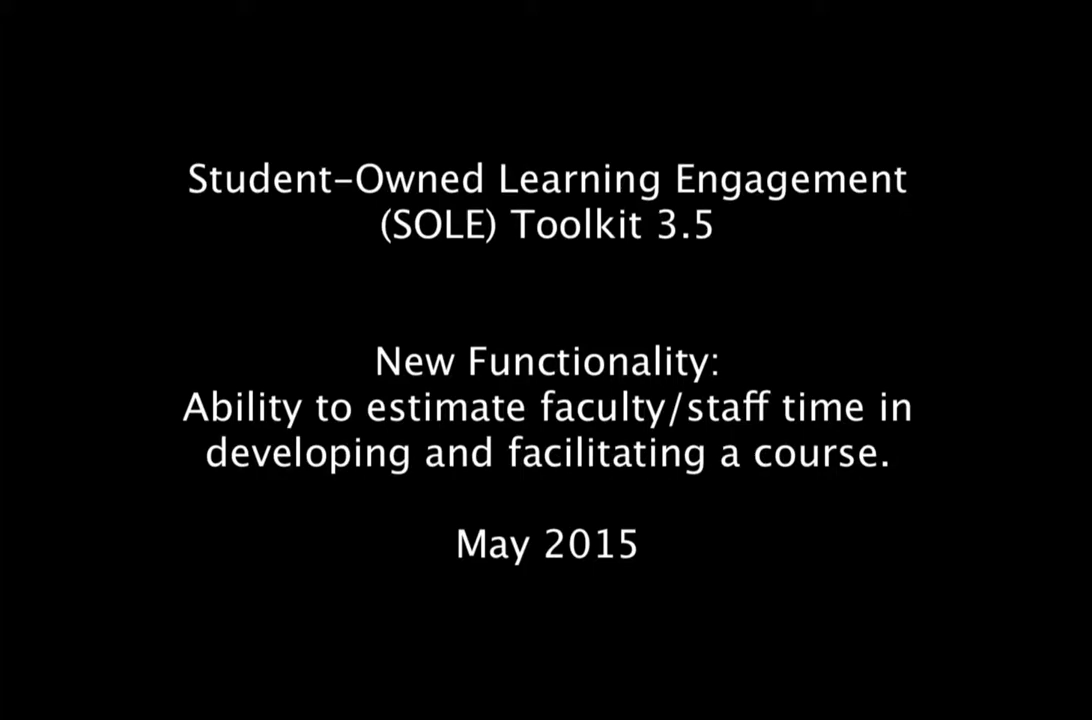 Student-Owned Learning Engagement
(SOLE) Toolkit 3.5
New Functionality:
Ability to estimate faculty/staff time in
developing and facilitating a course.
May 2015